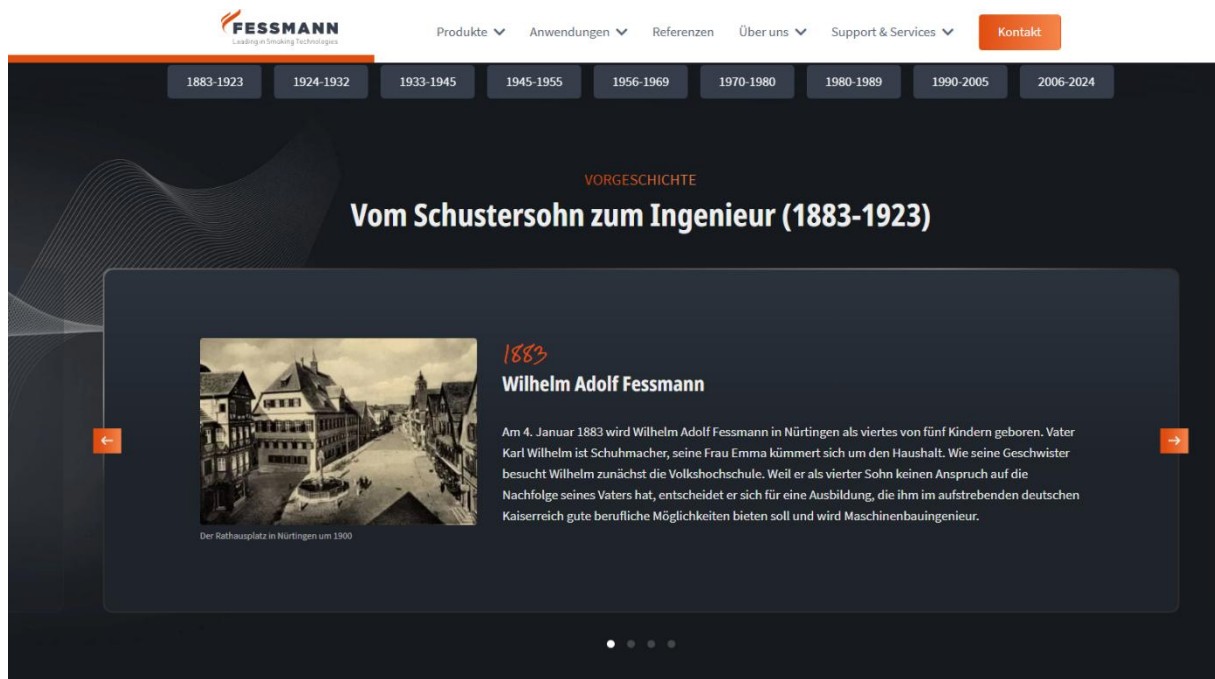 FESSMANN
Leading in Smoking Technologies
Produkte
Anwendungen
Referenzen
Über uns
Support & Services
Kontakt
1883-1923
1924-1932
1933-1945
1945-1955
1956-1969
1970-1980
1980-1989
1990-2005
2006-2024
VORGESCHICHTE
Vom Schustersohn zum Ingenieur (1883-1923)
1883
Wilhelm Adolf Fessmann
Am 4. Januar 1883 wird Wilhelm Adolf Fessmann in Nürtingen als viertes von fünf Kindern geboren. Vater
Karl Wilhelm ist Schuhmacher, seine Frau Emma kümmert sich um den Haushalt. Wie seine Geschwister
besucht Wilhelm zunächst die Volkshochschule. Weil er als vierter Sohn keinen Anspruch auf die
Nachfolge seines Vaters hat, entscheidet er sich für eine Ausbildung, die ihm im aufstrebenden deutschen
Kaiserreich gute berufliche Möglichkeiten bieten soll und wird Maschinenbauingenieur.
Der Rathausplatz in Nürtingen um 1900